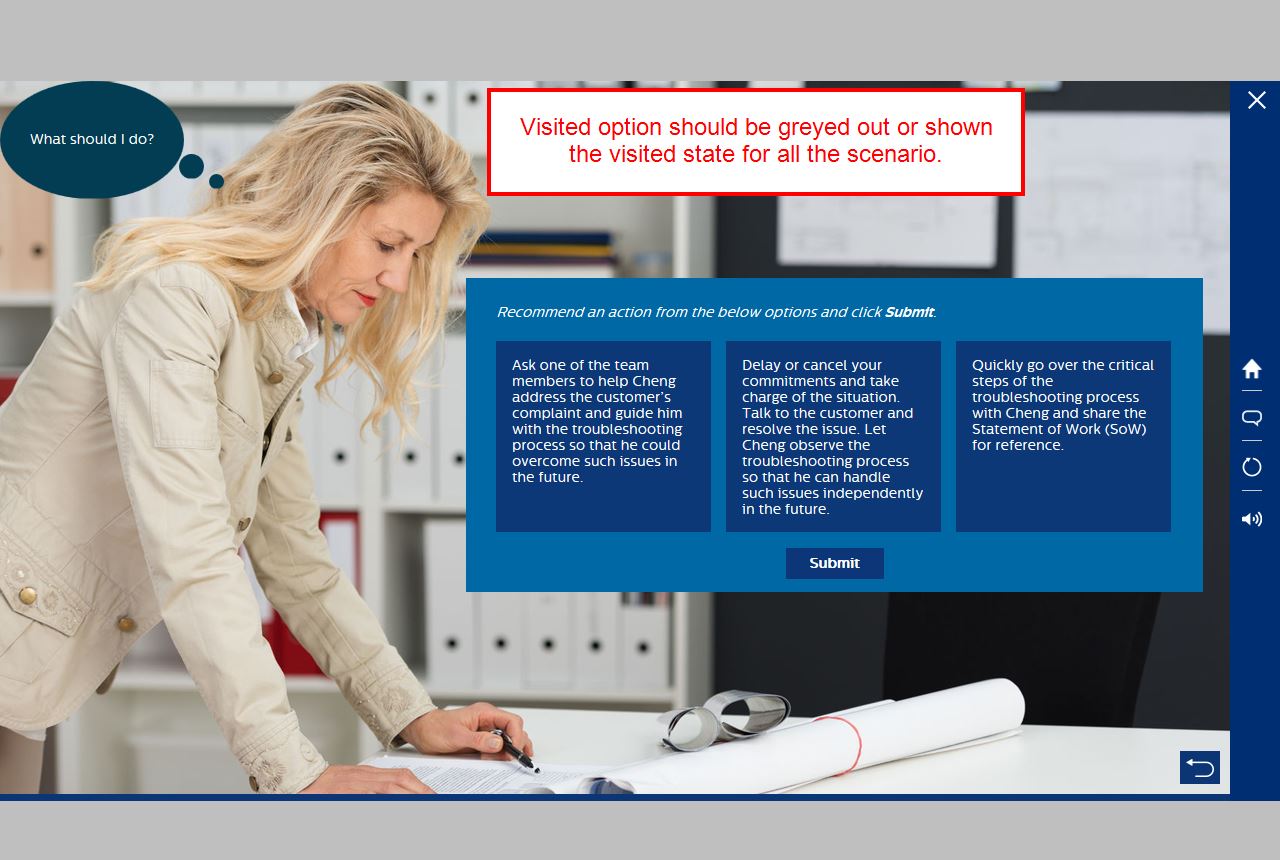 What should I do?
Visited option should be greyed out or shown
the visited state for all the scenario.
Recommend an action from the below options and click Submit.
Ask one of the team
members to help Cheng
address the customer's
complaint and guide him
with the troubleshooting
process so that he could
overcome such issues in
the future.
Delay or cancel your
commitments and take
charge of the situation.
Talk to the customer and
resolve the issue. Let
Cheng observe the
troubleshooting process
so that he can handle
such issues independently
in the future.
Quickly go over the critical
steps of the
troubleshooting process
with Cheng and share the
Statement of Work (SoW)
for reference.
Submit